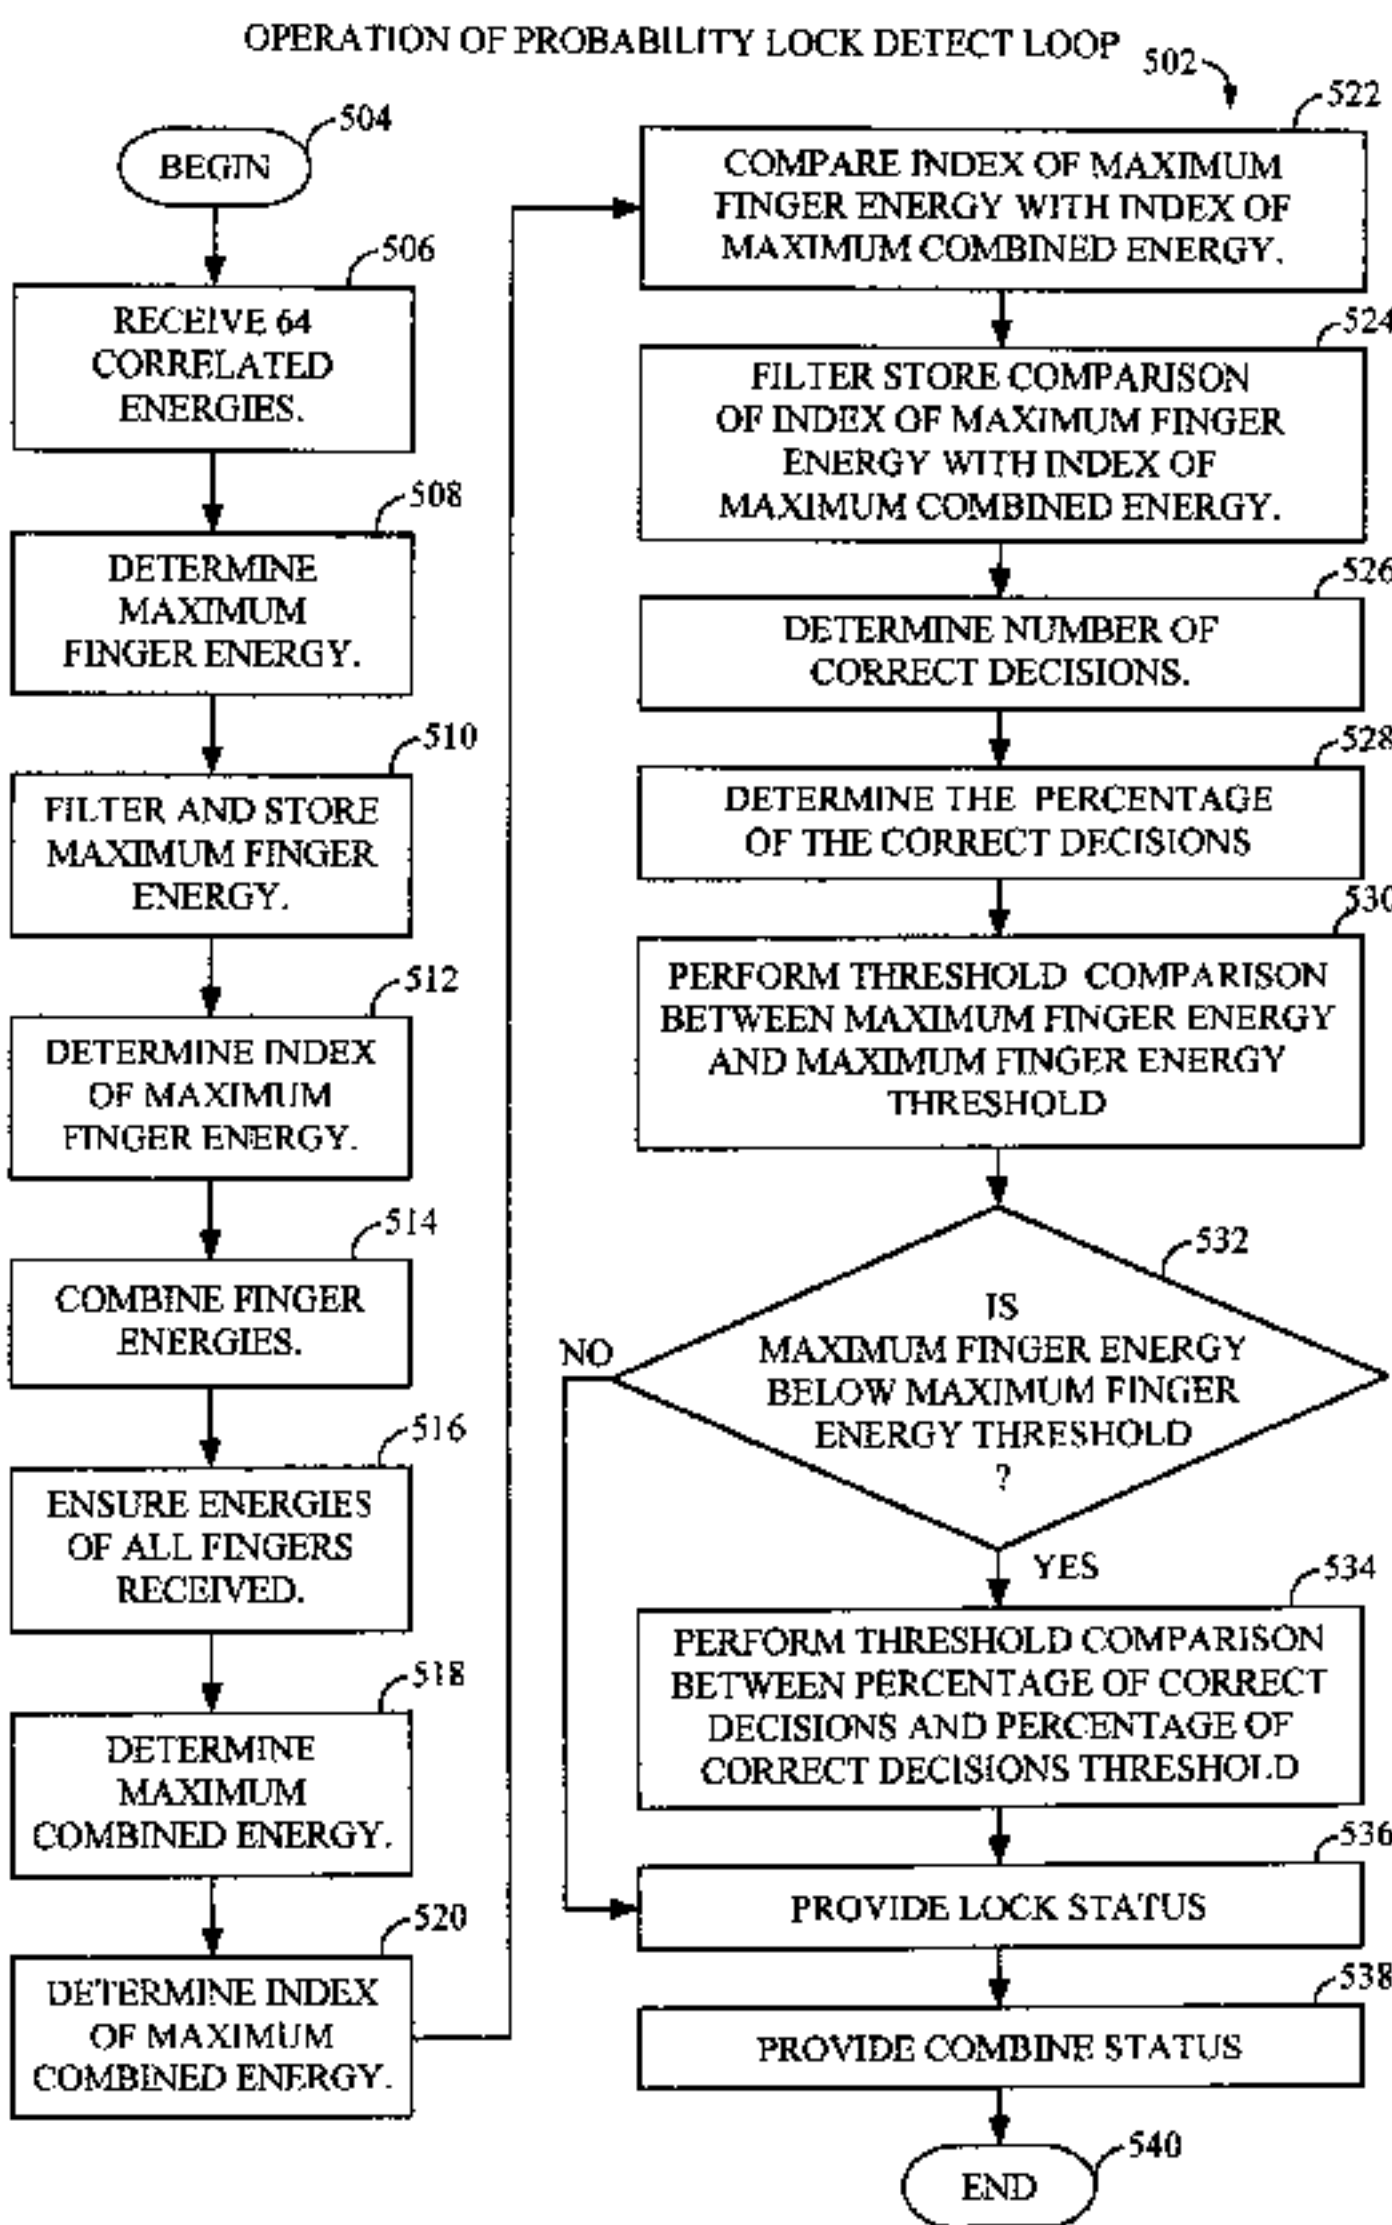 OPERATION OF PROBABILITY LOCK DETECT LOOP
502
504
BEGIN
506
RECEIVE 64
CORRELATED
ENERGIES.
508
DETERMINE
MAXIMUM
FINGER ENERGY.
510
FILTER AND STORE
MAXIMUM FINGER
ENERGY.
512
DETERMINE INDEX
OF MAXIMUM
FINGER ENERGY.
514
COMBINE FINGER
ENERGIES.
516
ENSURE ENERGIES
OF ALL FINGERS
RECEIVED.
518
DETERMINE
MAXIMUM
COMBINED ENERGY.
520
DETERMINE INDEX
OF MAXIMUM
COMBINED ENERGY.
522
COMPARE INDEX OF MAXIMUM
FINGER ENERGY WITH INDEX OF
MAXIMUM COMBINED ENERGY.
524
FILTER STORE COMPARISON
OF INDEX OF MAXIMUM FINGER
ENERGY WITH INDEX OF
MAXIMUM COMBINED ENERGY.
526
DETERMINE NUMBER OF
CORRECT DECISIONS.
528
DETERMINE THE PERCENTAGE
OF THE CORRECT DECISIONS
530
PERFORM THRESHOLD COMPARISON
BETWEEN MAXIMUM FINGER ENERGY
AND MAXIMUM FINGER ENERGY
THRESHOLD
532
IS
MAXIMUM FINGER ENERGY
BELOW MAXIMUM FINGER
ENERGY THRESHOLD
?
NO
YES
534
PERFORM THRESHOLD COMPARISON
BETWEEN PERCENTAGE OF CORRECT
DECISIONS AND PERCENTAGE OF
CORRECT DECISIONS THRESHOLD
536
PROVIDE LOCK STATUS
538
PROVIDE COMBINE STATUS
540
END